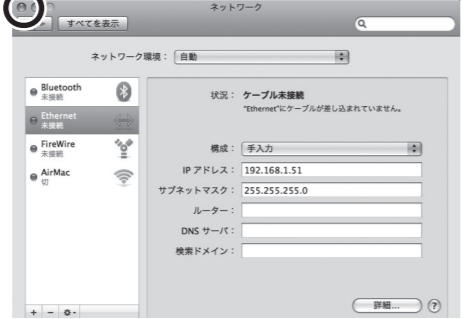 ネットワーク
すべてを表示
ネットワーク環境： 自動
Bluetooth
未接続
Ethernet
未接続
FireWire
未接続
AirMac
切
状況： ケーブル未接続
"Ethernet"にケーブルが差し込まれていません。
構成： 手入力
IP アドレス： 192.168.1.51
サブネットマスク： 255.255.255.0
ルーター：
DNS サーバ：
検索ドメイン：
詳細... ?